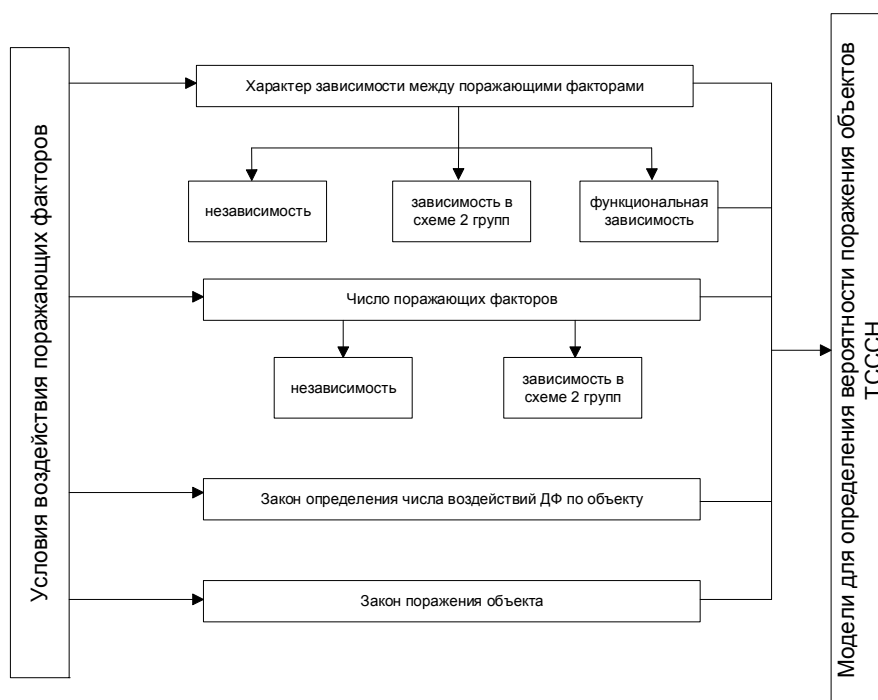 Условия воздействия поражающих факторов
Характер зависимости между поражающими факторами
независимость
зависимость в
схеме 2 групп
функциональная
зависимость
Число поражающих факторов
независимость
зависимость в
схеме 2 групп
Закон определения числа воздействий ДФ по объекту
Закон поражения объекта
Модели для определения вероятности поражения объектов
ТСССН